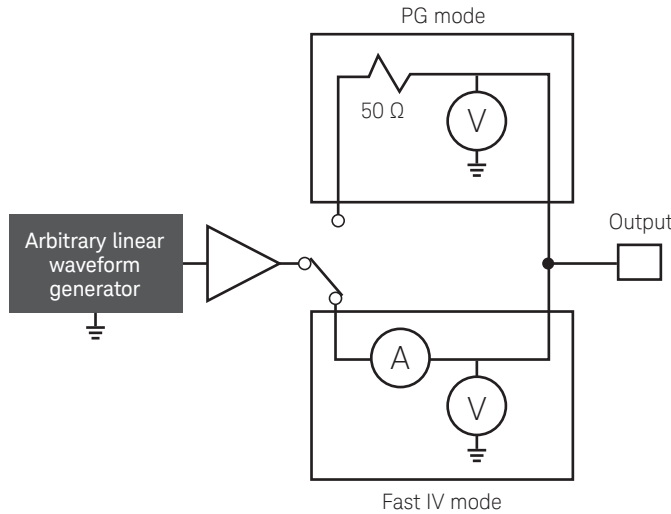 PG mode
50 Ω
V
Arbitrary linear
waveform
generator
Output
A
V
Fast IV mode